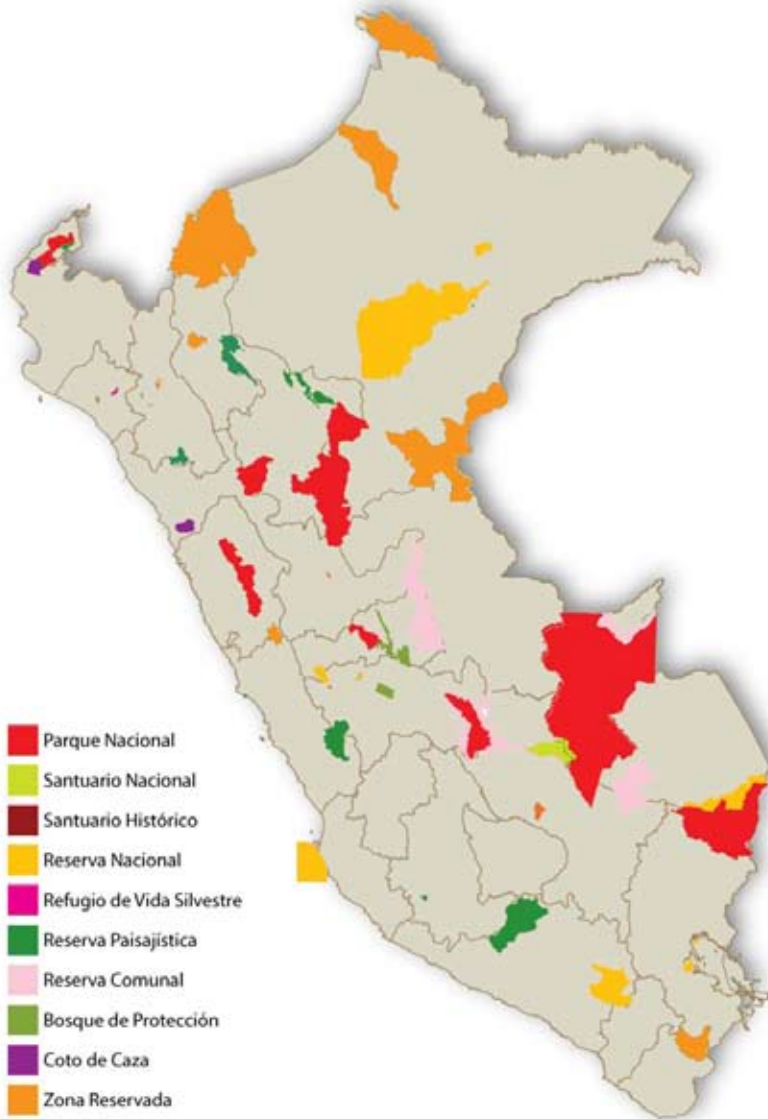 Parque Nacional
Santuario Nacional
Santuario Histórico
Reserva Nacional
Refugio de Vida Silvestre
Reserva Paisajística
Reserva Comunal
Bosque de Protección
Coto de Caza
Zona Reservada